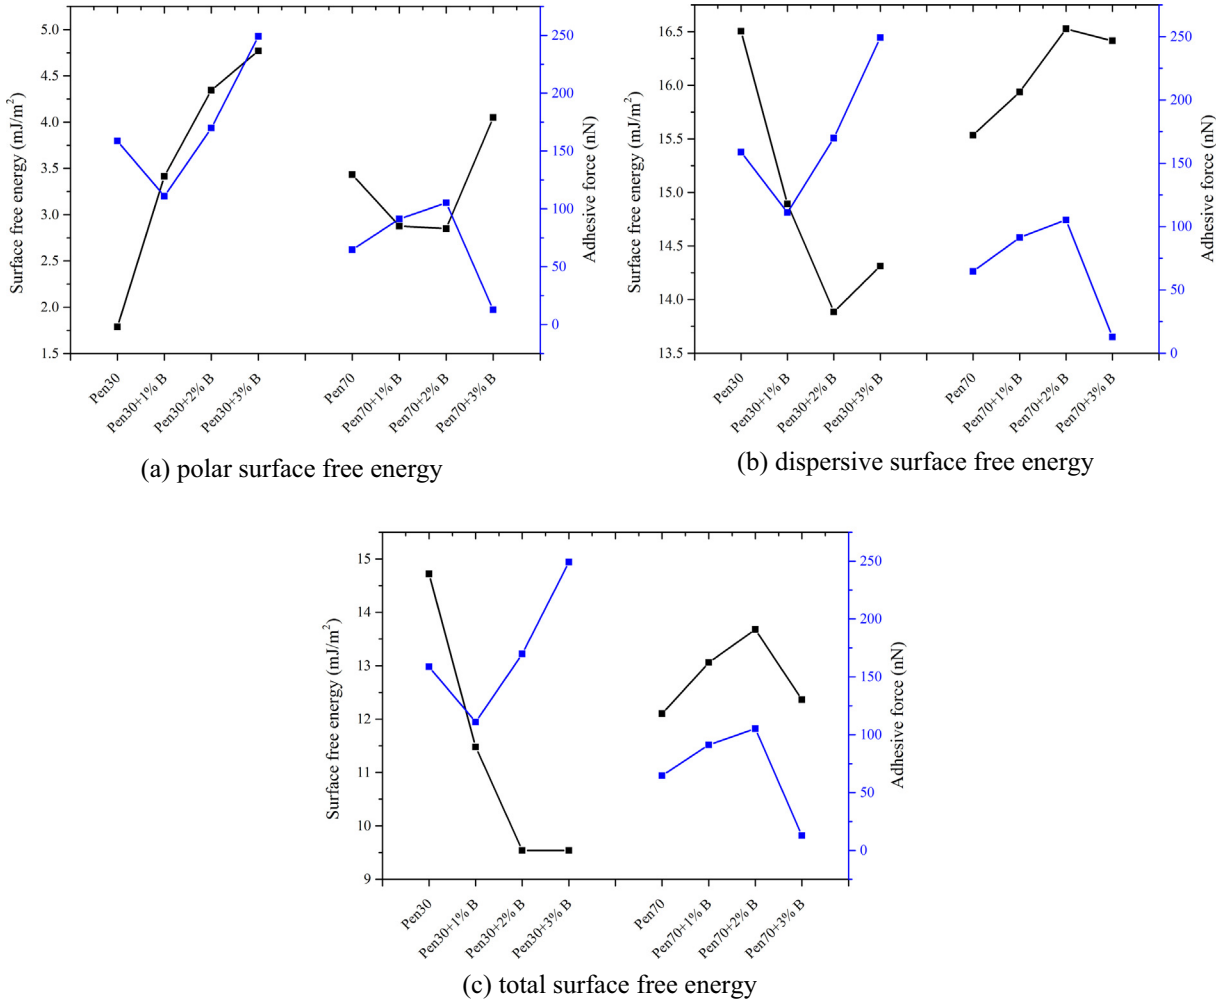 5.0
4.5
4.0
3.5
3.0
2.5
2.0
1.5
Surface free energy (mJ/m²)
250
200
150
100
50
0
Adhesive force (nN)
Pen30
Pen30+1% B
Pen30+2% B
Pen30+3% B
Pen70
Pen70+1% B
Pen70+2% B
Pen70+3% B
(a) polar surface free energy
16.5
16.0
15.5
15.0
14.5
14.0
13.5
Surface free energy (mJ/m²)
250
200
150
100
50
0
Adhesive force (nN)
Pen30
Pen30+1% B
Pen30+2% B
Pen30+3% B
Pen70
Pen70+1% B
Pen70+2% B
Pen70+3% B
(b) dispersive surface free energy
15
14
13
12
11
10
9
Surface free energy (mJ/m²)
250
200
150
100
50
0
Adhesive force (nN)
Pen30
Pen30+1% B
Pen30+2% B
Pen30+3% B
Pen70
Pen70+1% B
Pen70+2% B
Pen70+3% B
(c) total surface free energy